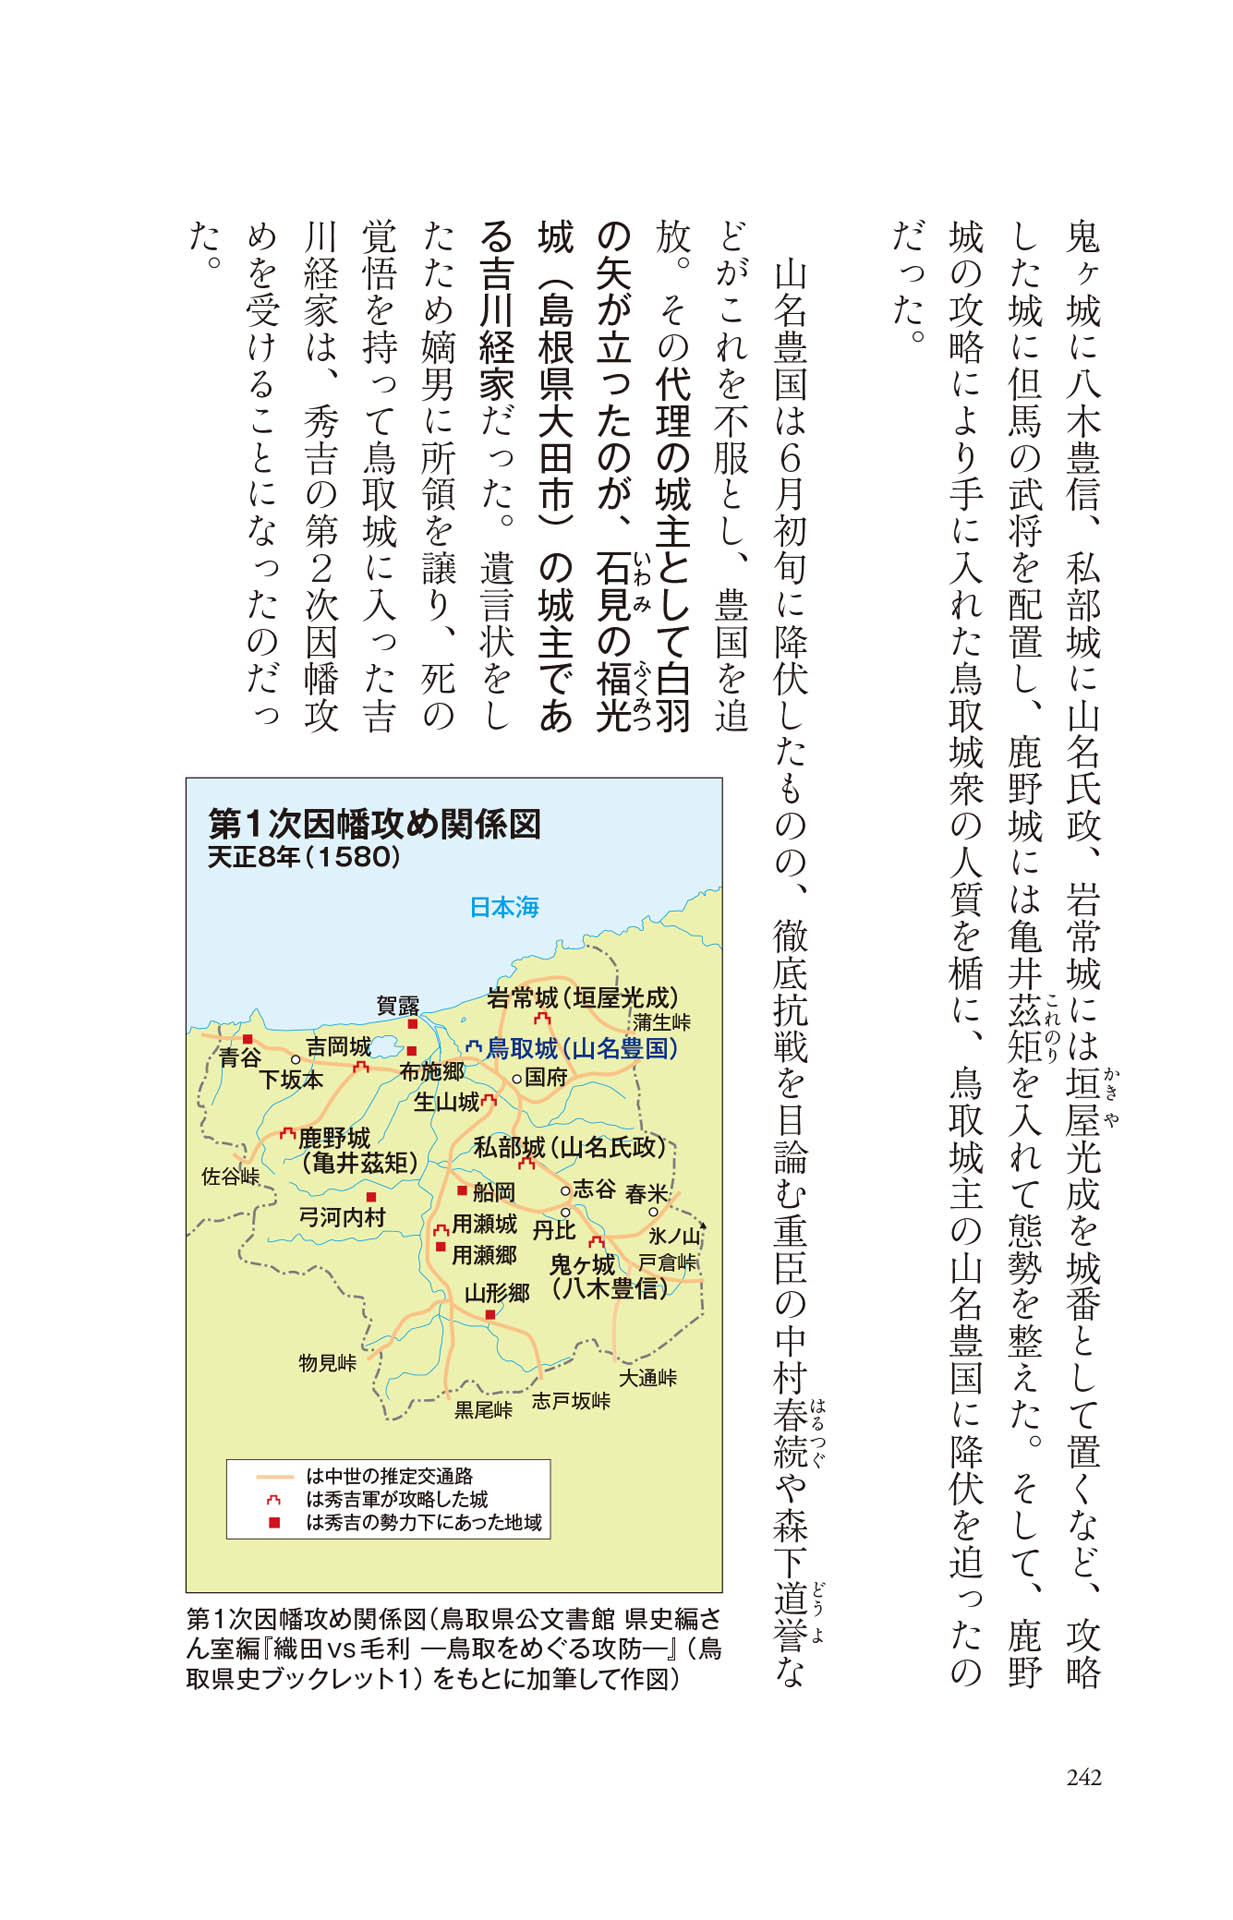 鬼ヶ城に八木豊信、私部城に山名氏政、岩常城には垣屋光成を城番として置くなど、攻略
かきや
した城に但馬の武将を配置し、鹿野城には亀井茲矩を入れて態勢を整えた。そして、鹿野
これのり
城の攻略により手に入れた鳥取城衆の人質を楯に、鳥取城主の山名豊国に降伏を迫ったの
だった。
山名豊国は6月初旬に降伏したものの、徹底抗戦を目論む重臣の中村春続や森下道誉な
はるつぐ
どうよ
どがこれを不服とし、豊国を追
放。その代理の城主として白羽
の矢が立ったのが、石見の福光
いわみ
ふくみつ
城（島根県大田市）の城主であ
る吉川経家だった。遺言状をし
たため嫡男に所領を譲り、死の
覚悟を持って鳥取城に入った吉
川経家は、秀吉の第2次因幡攻
めを受けることになったのだっ
た。
第1次因幡攻め関係図
天正8年（1580）
日本海
賀露
岩常城（垣屋光成）
蒲生峠
青谷
下坂本
吉岡城
布施郷
鳥取城（山名豊国）
国府
生山城
鹿野城
（亀井茲矩）
私部城（山名氏政）
佐谷峠
弓河内村
船岡
志谷
春米
用瀬城
丹比
氷ノ山
用瀬郷
鬼ヶ城
（八木豊信）
戸倉峠
山形郷
物見峠
大通峠
黒尾峠
志戸坂峠
は中世の推定交通路
は秀吉軍が攻略した城
は秀吉の勢力下にあった地域
第1次因幡攻め関係図（鳥取県公文書館 県史編さ
ん室編『織田vs毛利 ―鳥取をめぐる攻防―』（鳥
取県史ブックレット1）をもとに加筆して作図）
242